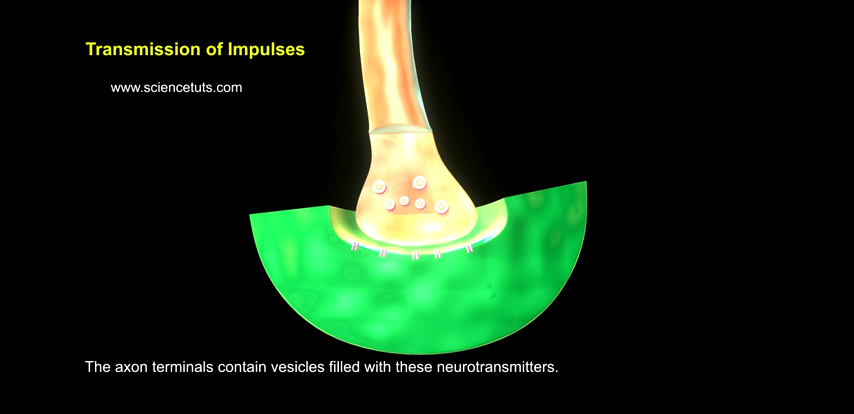 Transmission of Impulses
www.sciencetuts.com
The axon terminals contain vesicles filled with these neurotransmitters.